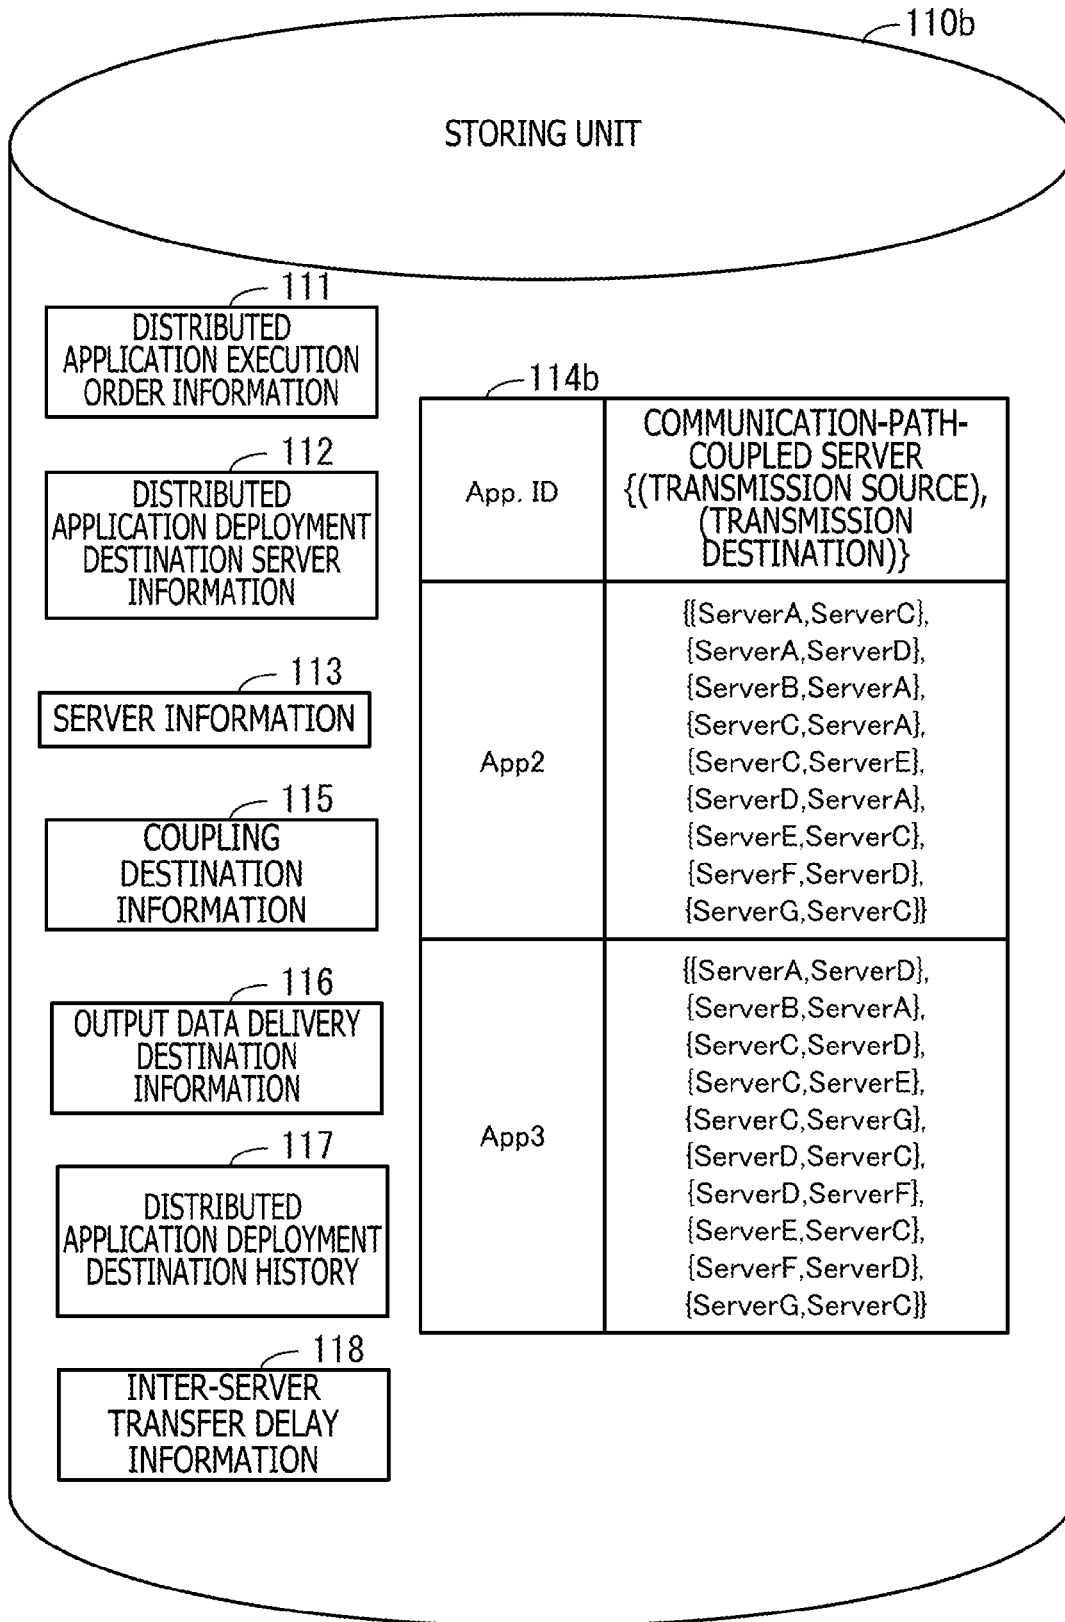 110b
STORING UNIT
111
DISTRIBUTED
APPLICATION EXECUTION
ORDER INFORMATION
112
DISTRIBUTED
APPLICATION DEPLOYMENT
DESTINATION SERVER
INFORMATION
113
SERVER INFORMATION
115
COUPLING
DESTINATION
INFORMATION
116
OUTPUT DATA DELIVERY
DESTINATION
INFORMATION
117
DISTRIBUTED
APPLICATION DEPLOYMENT
DESTINATION HISTORY
118
INTER-SERVER
TRANSFER DELAY
INFORMATION
114b
App. ID
COMMUNICATION-PATH-
COUPLED SERVER
{(TRANSMISSION SOURCE),
(TRANSMISSION
DESTINATION)}
App2
{{ServerA,ServerC},
{ServerA,ServerD},
{ServerB,ServerA},
{ServerC,ServerA},
{ServerC,ServerE},
{ServerD,ServerA},
{ServerE,ServerC},
{ServerF,ServerD},
{ServerG,ServerC}}
App3
{{ServerA,ServerD},
{ServerB,ServerA},
{ServerC,ServerD},
{ServerC,ServerE},
{ServerC,ServerG},
{ServerD,ServerC},
{ServerD,ServerF},
{ServerE,ServerC},
{ServerF,ServerD},
{ServerG,ServerC}}